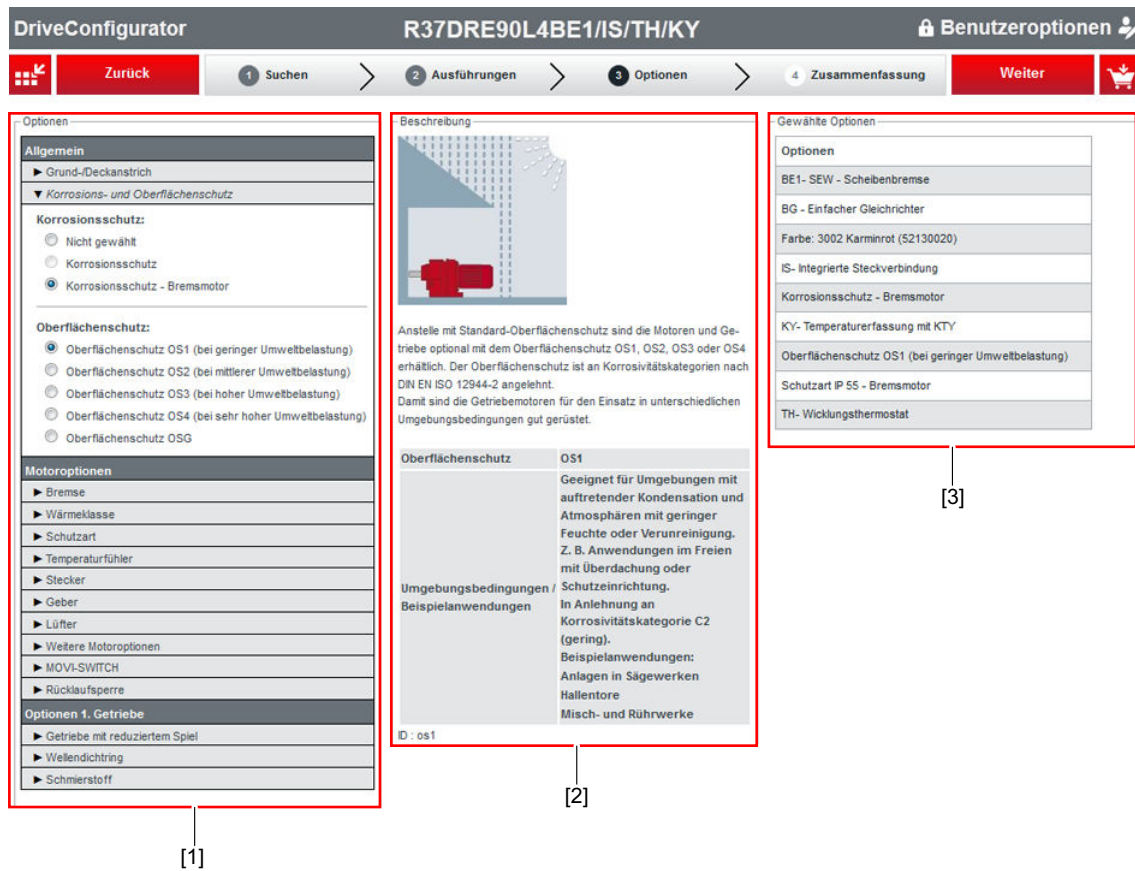 DriveConfigurator
R37DRE90L4BE1/IS/TH/KY
Benutzeroptionen
Zurück
1 Suchen
2 Ausführungen
3 Optionen
4 Zusammenfassung
Weiter
Optionen
Allgemein
► Grund-/Deckanstrich
▼ Korrosions- und Oberflächenschutz
Korrosionsschutz:
Nicht gewählt
Korrosionsschutz
Korrosionsschutz - Bremsmotor
Oberflächenschutz:
Oberflächenschutz OS1 (bei geringer Umweltbelastung)
Oberflächenschutz OS2 (bei mittlerer Umweltbelastung)
Oberflächenschutz OS3 (bei hoher Umweltbelastung)
Oberflächenschutz OS4 (bei sehr hoher Umweltbelastung)
Oberflächenschutz OSG
Motoroptionen
► Bremse
► Wärmeklasse
► Schutzart
► Temperaturfühler
► Stecker
► Geber
► Lüfter
► Weitere Motoroptionen
► MOVI-SWITCH
► Rücklaufsperre
Optionen 1. Getriebe
► Getriebe mit reduziertem Spiel
► Wellendichtring
► Schmierstoff
[1]
Beschreibung
Anstelle mit Standard-Oberflächenschutz sind die Motoren und Ge-
triebe optional mit dem Oberflächenschutz OS1, OS2, OS3 oder OS4
erhältlich. Der Oberflächenschutz ist an Korrosivitätskategorien nach
DIN EN ISO 12944-2 angelehnt.
Damit sind die Getriebemotoren für den Einsatz in unterschiedlichen
Umgebungsbedingungen gut gerüstet.
Oberflächenschutz
OS1
Umgebungsbedingungen /
Beispielanwendungen
Geeignet für Umgebungen mit
auftretender Kondensation und
Atmosphären mit geringer
Feuchte oder Verunreinigung.
Z. B. Anwendungen im Freien
mit Überdachung oder
Schutzeinrichtung.
In Anlehnung an
Korrosivitätskategorie C2
(gering).
Beispielanwendungen:
Anlagen in Sägewerken
Hallentore
Misch- und Rührwerke
ID : os1
[2]
Gewählte Optionen
Optionen
BE1- SEW - Scheibenbremse
BG - Einfacher Gleichrichter
Farbe: 3002 Karminrot (52130020)
IS- Integrierte Steckverbindung
Korrosionsschutz - Bremsmotor
KY- Temperaturerfassung mit KTY
Oberflächenschutz OS1 (bei geringer Umweltbelastung)
Schutzart IP 55 - Bremsmotor
TH- Wicklungsthermostat
[3]